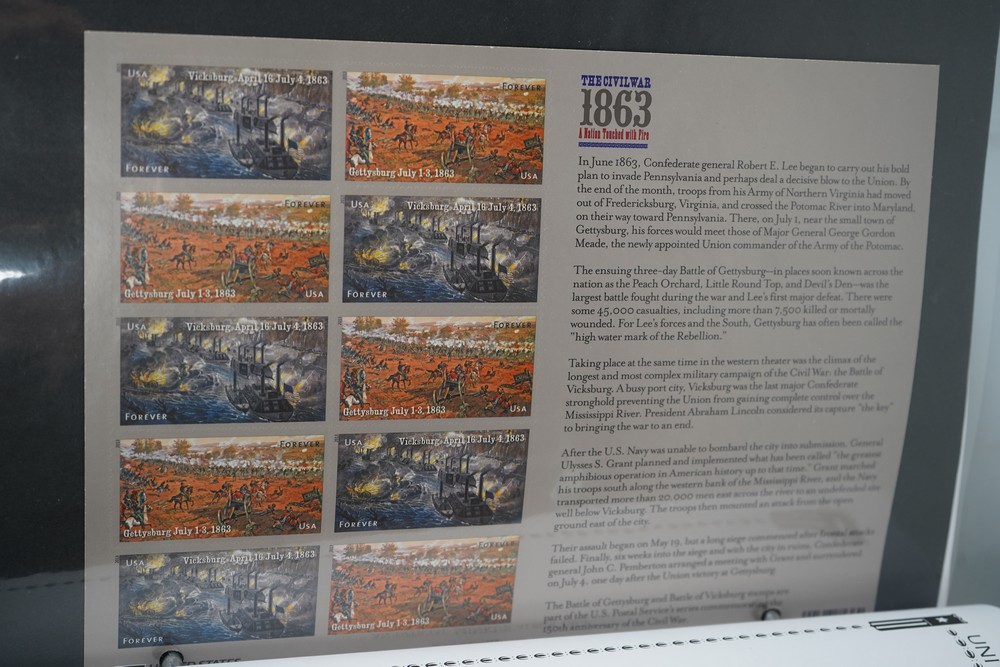 USA Vicksburg April 16 July 4, 1863
FOREVER
FOREVER
Gettysburg July 1-3, 1863 USA
FOREVER
Gettysburg July 1-3, 1863 USA
USA Vicksburg April 16 July 4, 1863
FOREVER
USA Vicksburg April 16 July 4, 1863
FOREVER
FOREVER
Gettysburg July 1-3, 1863 USA
FOREVER
Gettysburg July 1-3, 1863 USA
USA Vicksburg April 16 July 4, 1863
FOREVER
USA Vicksburg April 16 July 4, 1863
FOREVER
FOREVER
Gettysburg July 1-3, 1863 USA
THE CIVIL WAR
1863
A Nation Touched with Fire
In June 1863, Confederate general Robert E. Lee began to carry out his bold
plan to invade Pennsylvania and perhaps deal a decisive blow to the Union. By
the end of the month, troops from his Army of Northern Virginia had moved
out of Fredericksburg, Virginia, and crossed the Potomac River into Maryland,
on their way toward Pennsylvania. There, on July 1, near the small town of
Gettysburg, his forces would meet those of Major General George Gordon
Meade, the newly appointed Union commander of the Army of the Potomac.
The ensuing three-day Battle of Gettysburg—in places soon known across the
nation as the Peach Orchard, Little Round Top, and Devil's Den—was the
largest battle fought during the war and Lee's first major defeat. There were
some 45,000 casualties, including more than 7,500 killed or mortally
wounded. For Lee's forces and the South, Gettysburg has often been called the
"high water mark of the Rebellion."
Taking place at the same time in the western theater was the climax of the
longest and most complex military campaign of the Civil War: the Battle of
Vicksburg. A busy port city, Vicksburg was the last major Confederate
stronghold preventing the Union from gaining complete control over the
Mississippi River. President Abraham Lincoln considered its capture "the key"
to bringing the war to an end.
After the U.S. Navy was unable to bombard the city into submission, General
Ulysses S. Grant planned and implemented what has been called "the greatest
amphibious operation in American history up to that time." Grant marched
his troops south along the western bank of the Mississippi River, and the Navy
transported more than 20,000 men east across the river to an undefended site
well below Vicksburg. The troops then mounted an attack from the open
ground east of the city.
Their assault began on May 19, but a long siege commenced after frontal attacks
failed. Finally, six weeks into the siege and with the city in ruins, Confederate
general John C. Pemberton arranged a meeting with Grant and surrendered
on July 4, one day after the Union victory at Gettysburg.
The Battle of Gettysburg and Battle of Vicksburg stamps are
part of the U.S. Postal Service's series commemorating the
150th anniversary of the Civil War.
UNI